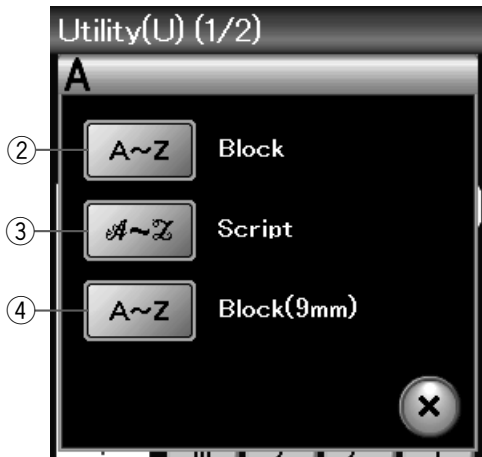 Utility(U) (1/2)
A
② A~Z Block
③ 𝒜~𝒵 Script
④ A~Z Block(9mm)
×